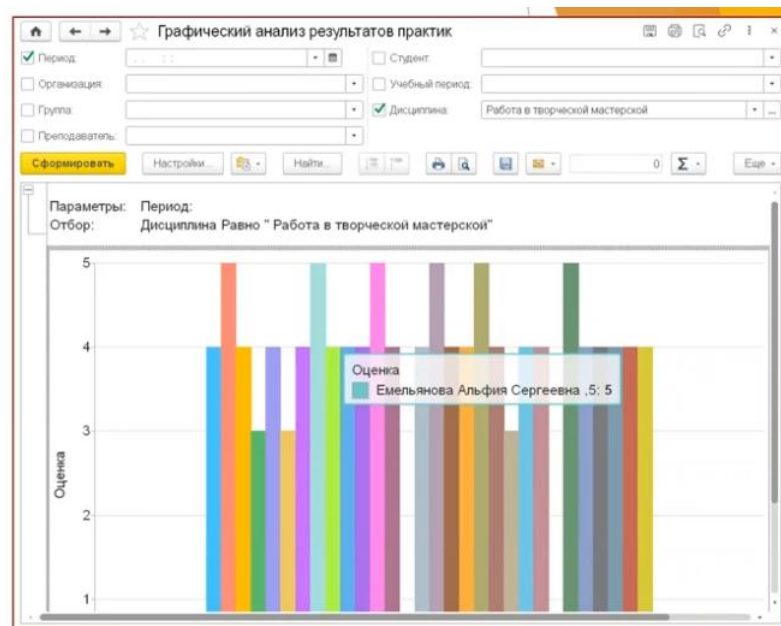 Графический анализ результатов практик
Период:
Студент:
Организация:
Учебный период:
Группа:
Дисциплина:
Работа в творческой мастерской
Преподаватель:
Сформировать
Настройки...
Найти...
0
Σ
Еще
Параметры: Период:
Отбор: Дисциплина Равно " Работа в творческой мастерской"
5
4
Оценка
Емельянова Альфия Сергеевна ,5: 5
3
Оценка
2
1